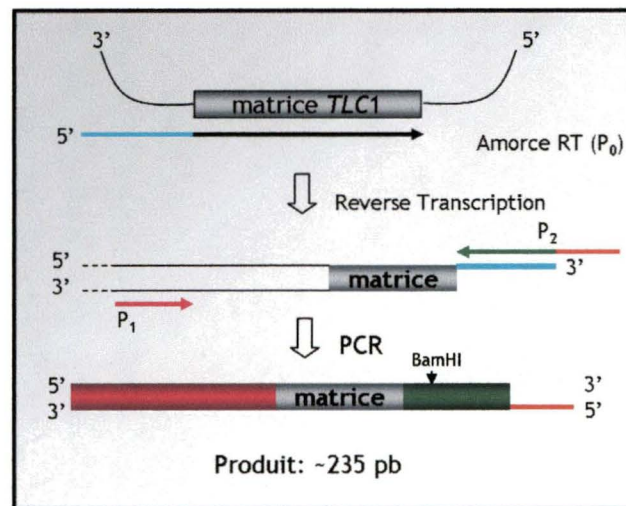 3’ 5’
matrice TLC1
5’
Amorce RT (P0)
Reverse Transcription
P2
5’
3’
matrice
3’
P1
PCR
BamHI
5’ 3’
matrice
3’ 5’
Produit: ~235 pb